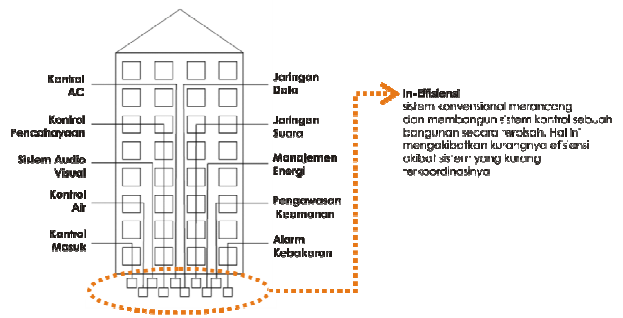 Kontrol
AC
Kontrol
Pencahayaan
Sistem Audio
Visual
Kontrol
Air
Kontrol
Masuk
Jaringan
Data
Jaringan
Suara
Manajemen
Energi
Pengawasan
Keamanan
Alarm
Kebakaran
In-Efisiensi
sistem konvensional merancang
dan membangun sistem kontrol sebuah
bangunan secara terpisah. Hal ini
mengakibatkan kurangnya efisiensi
akibat sistem yang kurang
terkoordinasinya